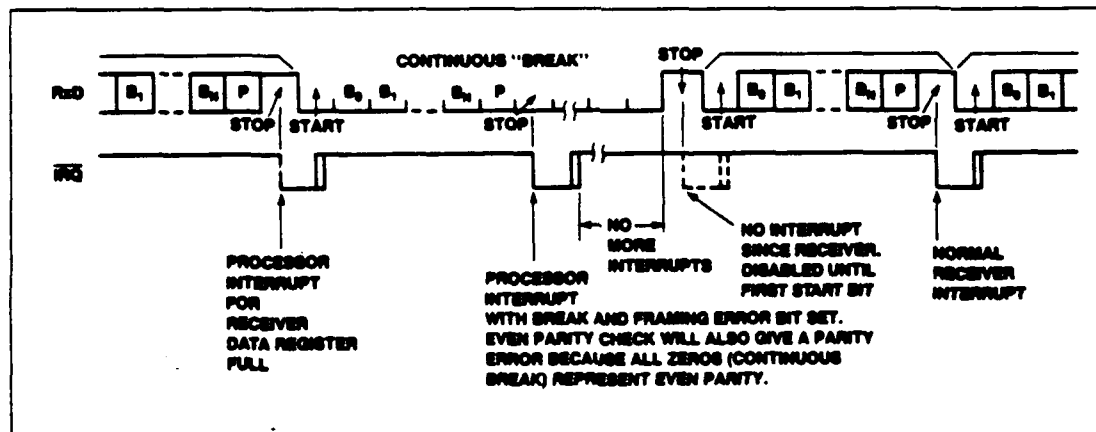 CONTINUOUS "BREAK"
STOP
RxD
B₁
B_N
P
B₀
B₁
B_N
P
B₀
B₁
B_N
P
B₀
B₁
STOP
START
STOP
START
STOP
START
IRQ
PROCESSOR
INTERRUPT
FOR
RECEIVER
DATA REGISTER
FULL
PROCESSOR
INTERRUPT
WITH BREAK AND FRAMING ERROR BIT SET.
EVEN PARITY CHECK WILL ALSO GIVE A PARITY
ERROR BECAUSE ALL ZEROS (CONTINUOUS
BREAK) REPRESENT EVEN PARITY.
NO
MORE
INTERRUPTS
NO INTERRUPT
SINCE RECEIVER.
DISABLED UNTIL
FIRST START BIT
NORMAL
RECEIVER
INTERRUPT